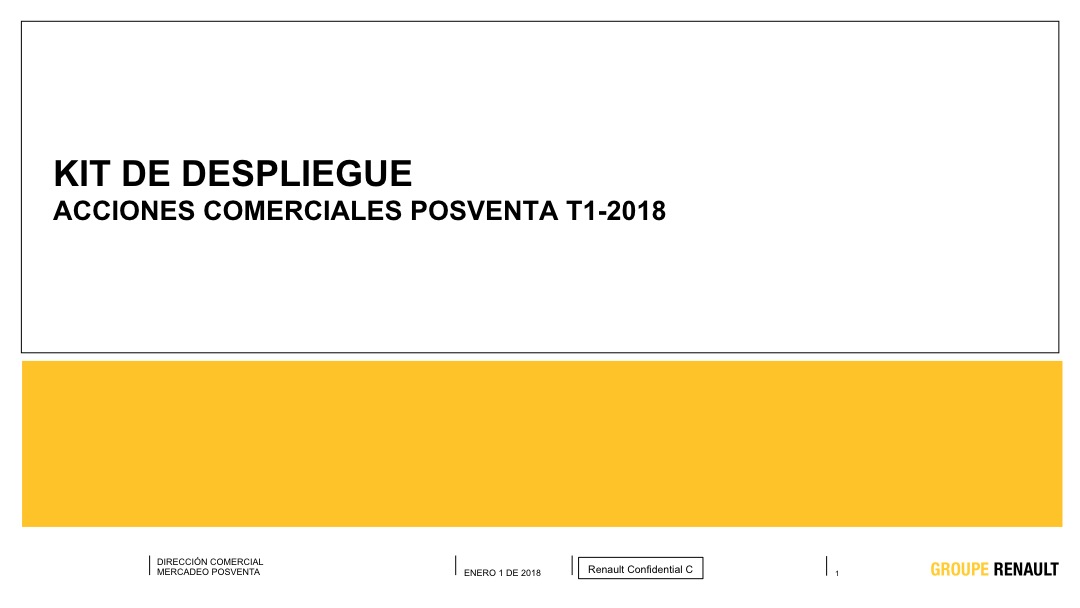 KIT DE DESPLIEGUE
ACCIONES COMERCIALES POSVENTA T1-2018
DIRECCIÓN COMERCIAL
MERCADEO POSVENTA
ENERO 1 DE 2018
Renault Confidential C
1
GROUPE RENAULT